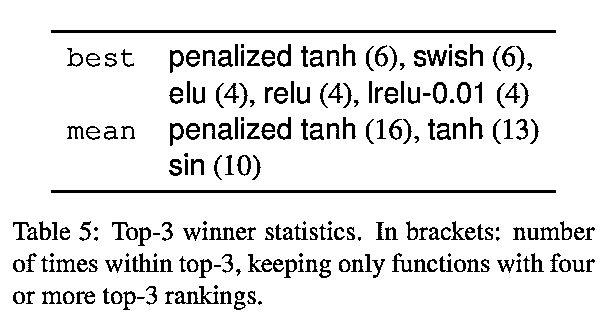 best penalized tanh (6), swish (6),
elu (4), relu (4), lrelu-0.01 (4)
mean penalized tanh (16), tanh (13)
sin (10)
Table 5: Top-3 winner statistics. In brackets: number
of times within top-3, keeping only functions with four
or more top-3 rankings.